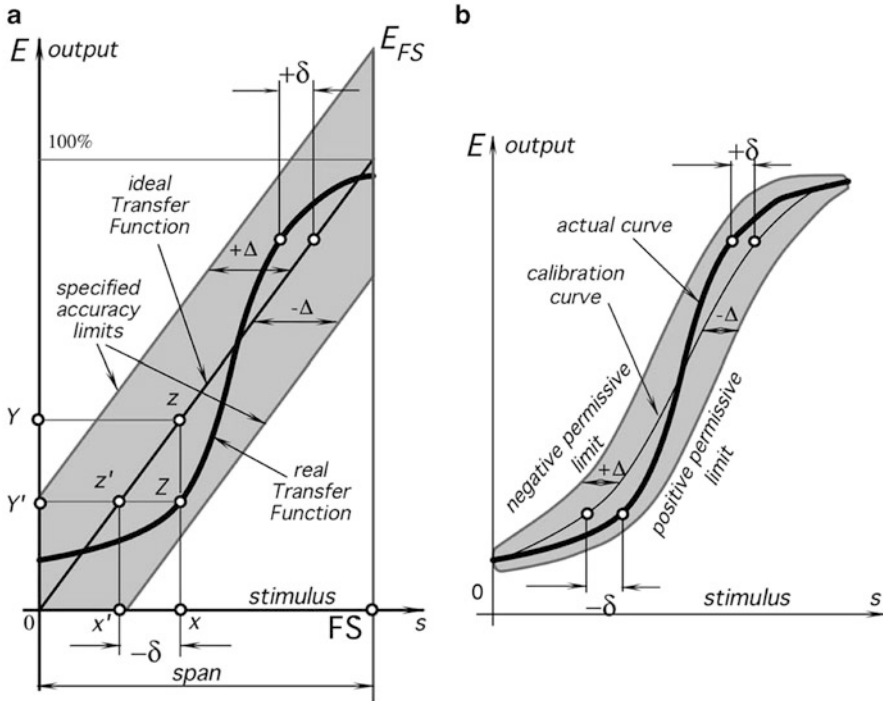 a
E output
E_FS
+δ
100%
ideal
Transfer
Function
+Δ
-Δ
specified
accuracy
limits
Y
z
z'
Z
Y'
real
Transfer
Function
stimulus
0
x'
x
FS
s
−δ
span
b
E output
+δ
actual curve
calibration
curve
-Δ
negative permissive
limit
+Δ
positive permissive
limit
0
stimulus
s
−δ